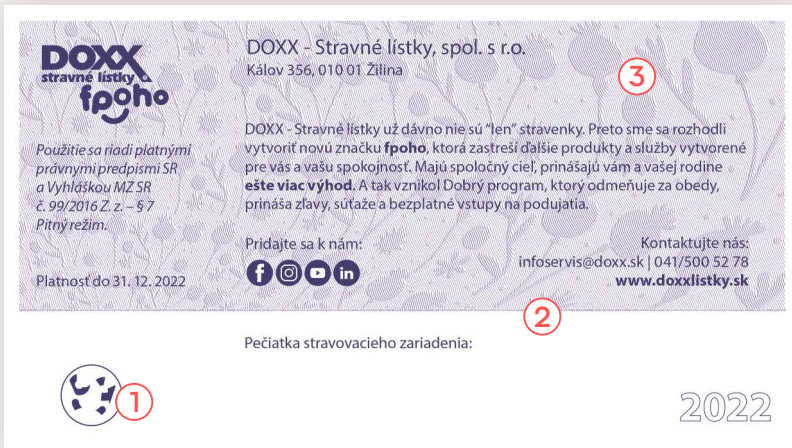 DOXX
stravné lístky
fpoho
Použitie sa riadi platnými
právnymi predpismi SR
a Vyhláškou MZ SR
č. 99/2016 Z. z. – § 7
Pitný režim.
Platnosť do 31. 12. 2022
DOXX - Stravné lístky, spol. s r.o.
Kálov 356, 010 01 Žilina
3
DOXX - Stravné lístky už dávno nie sú “len” stravenky. Preto sme sa rozhodli
vytvoriť novú značku fpoho, ktorá zastreší ďalšie produkty a služby vytvorené
pre vás a vašu spokojnosť. Majú spoločný cieľ, prinášajú vám a vašej rodine
ešte viac výhod. A tak vznikol Dobrý program, ktorý odmeňuje za obedy,
prináša zľavy, súťaže a bezplatné vstupy na podujatia.
Pridajte sa k nám:
Kontaktujte nás:
infoservis@doxx.sk | 041/500 52 78
www.doxxlistky.sk
2
Pečiatka stravovacieho zariadenia:
1
2022